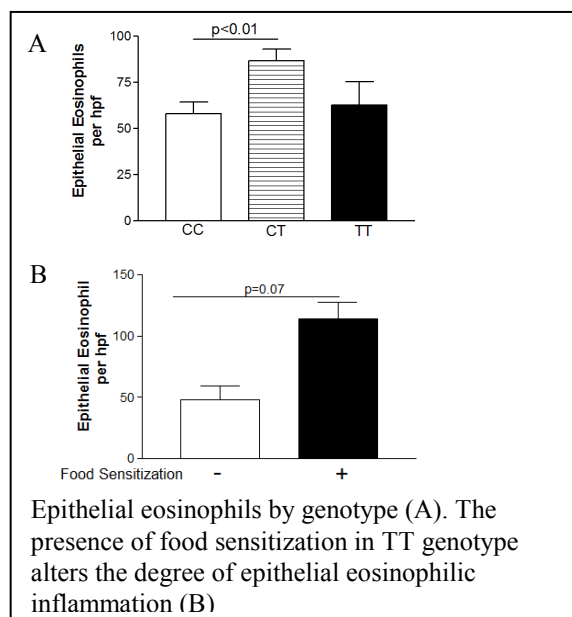 A
p<0.01
Epithelial Eosinophils
per hpf
100
75
50
25
0
CC CT TT
B
p=0.07
Epithelial Eosinophil
per hpf
150
100
50
0
Food Sensitization - +
Epithelial eosinophils by genotype (A). The
presence of food sensitization in TT genotype
alters the degree of epithelial eosinophilic
inflammation (B)